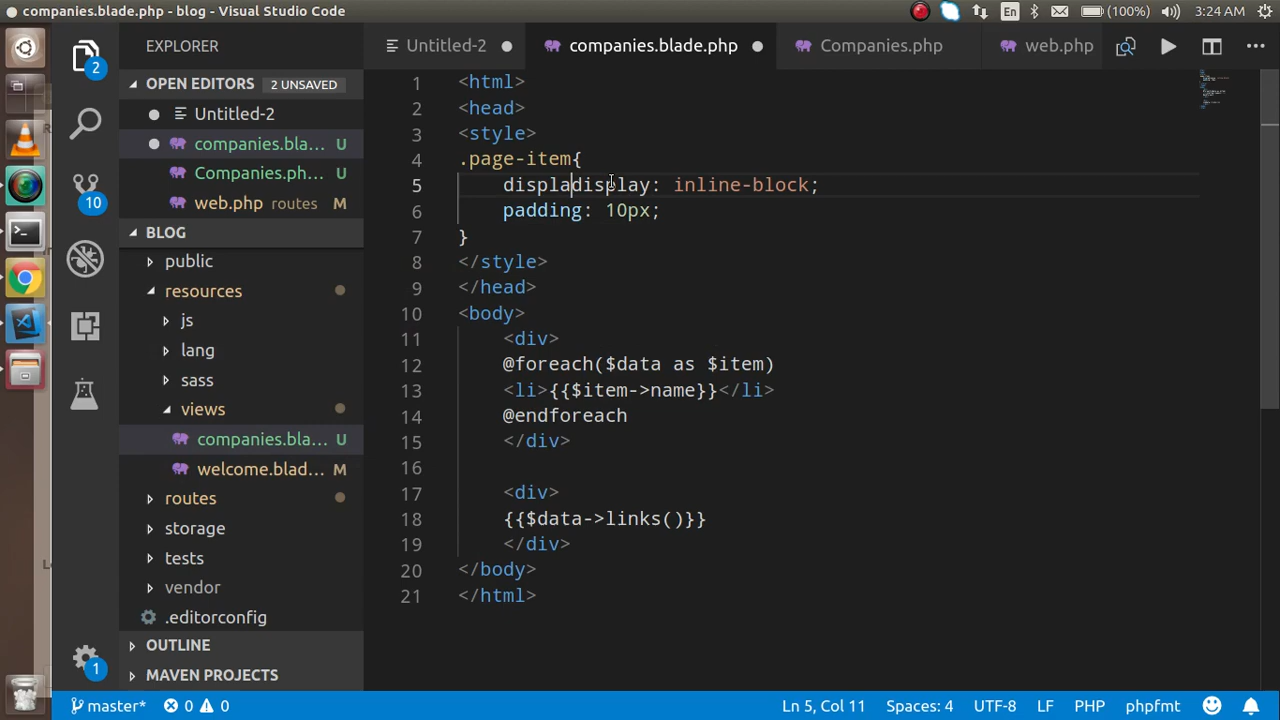 companies.blade.php - blog - Visual Studio Code
En
(100%)
3:24 AM
EXPLORER
OPEN EDITORS 2 UNSAVED
Untitled-2
companies.bla... U
Companies.ph... U
web.php routes M
BLOG
public
resources
js
lang
sass
views
companies.bla... U
welcome.blad... M
routes
storage
tests
vendor
.editorconfig
OUTLINE
MAVEN PROJECTS
2
10
1
Untitled-2
companies.blade.php
Companies.php
web.php
1 <html>
2 <head>
3 <style>
4 .page-item{
5 displadisplay: inline-block;
6 padding: 10px;
7 }
8 </style>
9 </head>
10 <body>
11 <div>
12 @foreach($data as $item)
13 <li>{{$item->name}}</li>
14 @endforeach
15 </div>
16
17 <div>
18 {{$data->links()}}
19 </div>
20 </body>
21 </html>
master* 0 0
Ln 5, Col 11
Spaces: 4
UTF-8
LF
PHP
phpfmt